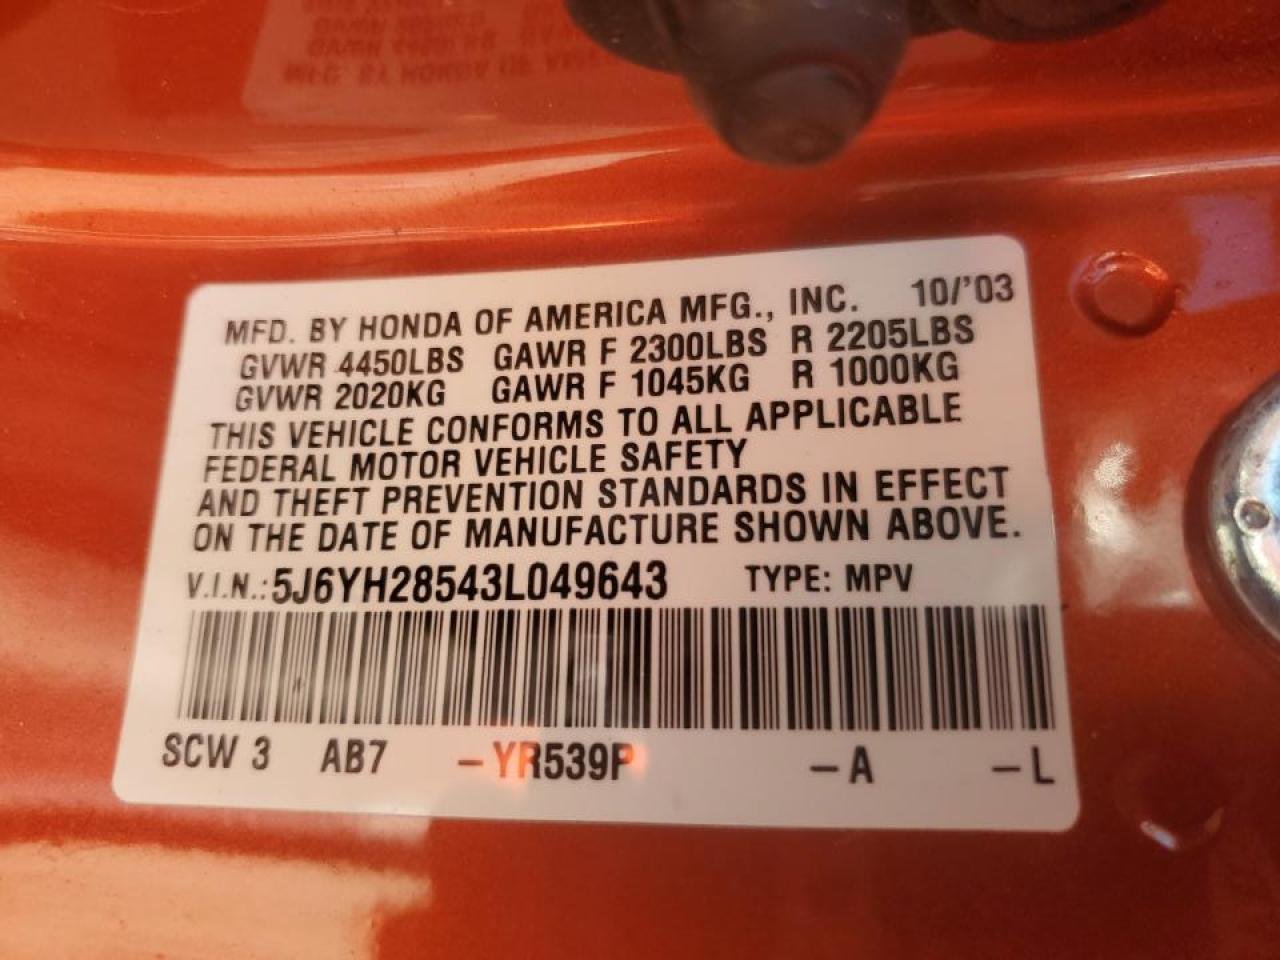 MFD. BY HONDA OF AMERICA MFG., INC. 10/'03
GVWR 4450LBS GAWR F 2300LBS R 2205LBS
GVWR 2020KG GAWR F 1045KG R 1000KG
THIS VEHICLE CONFORMS TO ALL APPLICABLE
FEDERAL MOTOR VEHICLE SAFETY
AND THEFT PREVENTION STANDARDS IN EFFECT
ON THE DATE OF MANUFACTURE SHOWN ABOVE.
V.I.N.: 5J6YH28543L049643 TYPE: MPV
SCW 3 AB7 –YR539P –A –L